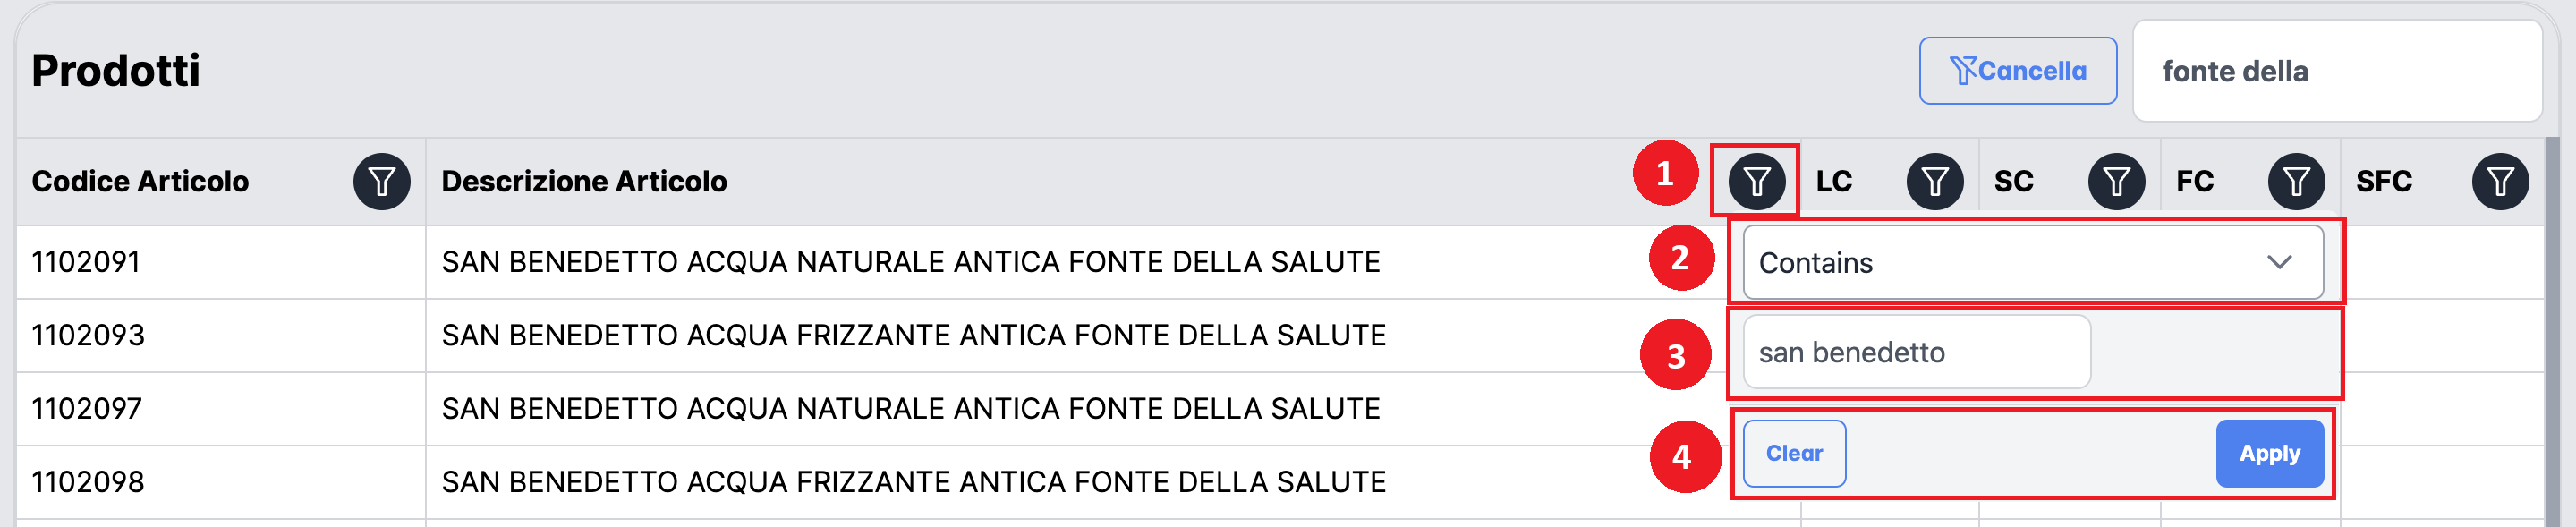 Prodotti
Cancella
fonte della
Codice Articolo
Descrizione Articolo
1
LC
SC
FC
SFC
1102091
SAN BENEDETTO ACQUA NATURALE ANTICA FONTE DELLA SALUTE
2
Contains
1102093
SAN BENEDETTO ACQUA FRIZZANTE ANTICA FONTE DELLA SALUTE
3
san benedetto
1102097
SAN BENEDETTO ACQUA NATURALE ANTICA FONTE DELLA SALUTE
4
Clear
Apply
1102098
SAN BENEDETTO ACQUA FRIZZANTE ANTICA FONTE DELLA SALUTE